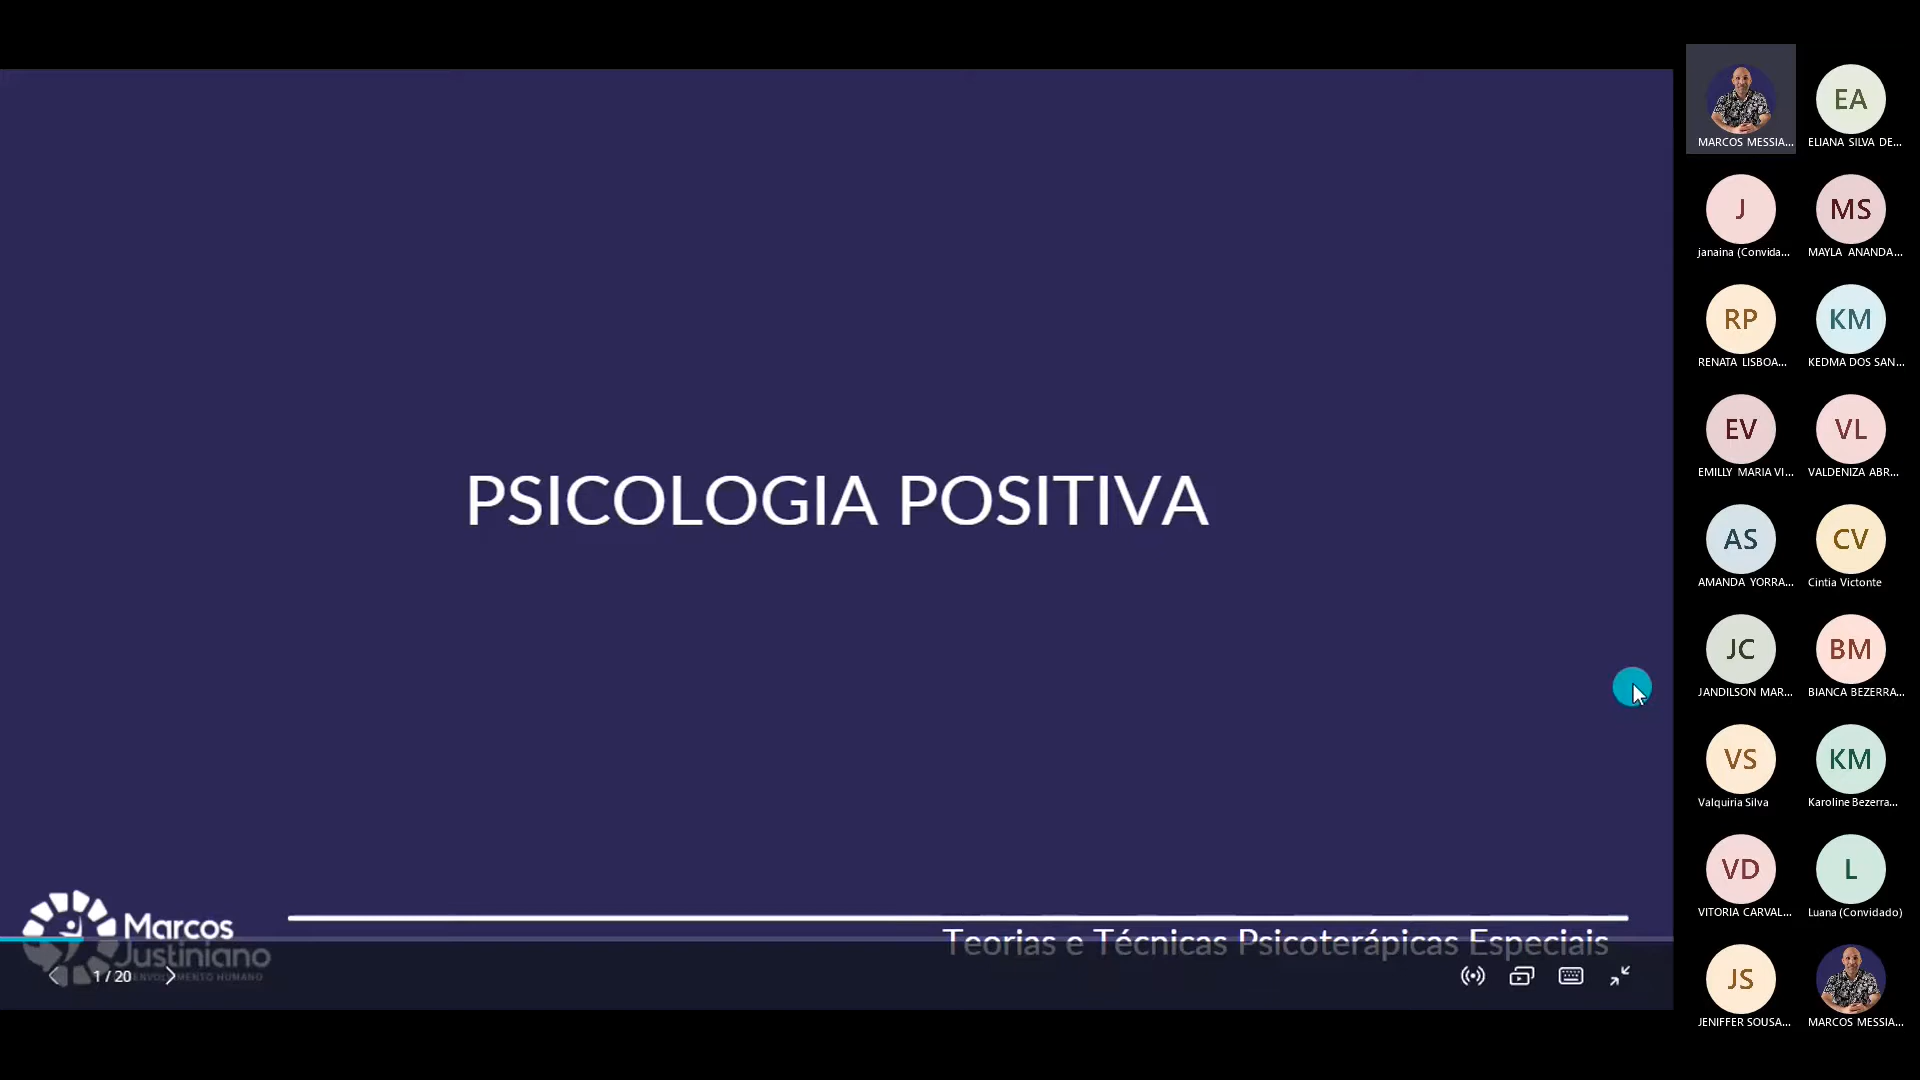 PSICOLOGIA POSITIVA
Marcos
Justiniano
Teorias e Técnicas Psicoterápicas Especiais
1 / 20
MARCOS MESSIA...
EA
ELIANA SILVA DE...
J
janaina (Convida...
MS
MAYLA ANANDA...
RP
RENATA LISBOA...
KM
KEDMA DOS SAN...
EV
EMILLY MARIA VI...
VL
VALDENIZA ABR...
AS
AMANDA YORRA...
CV
Cintia Victonte
JC
JANDILSON MAR...
BM
BIANCA BEZERRA...
VS
Valquiria Silva
KM
Karoline Bezerra...
VD
VITORIA CARVAL...
L
Luana (Convidado)
JS
JENIFFER SOUSA...
MARCOS MESSIA...